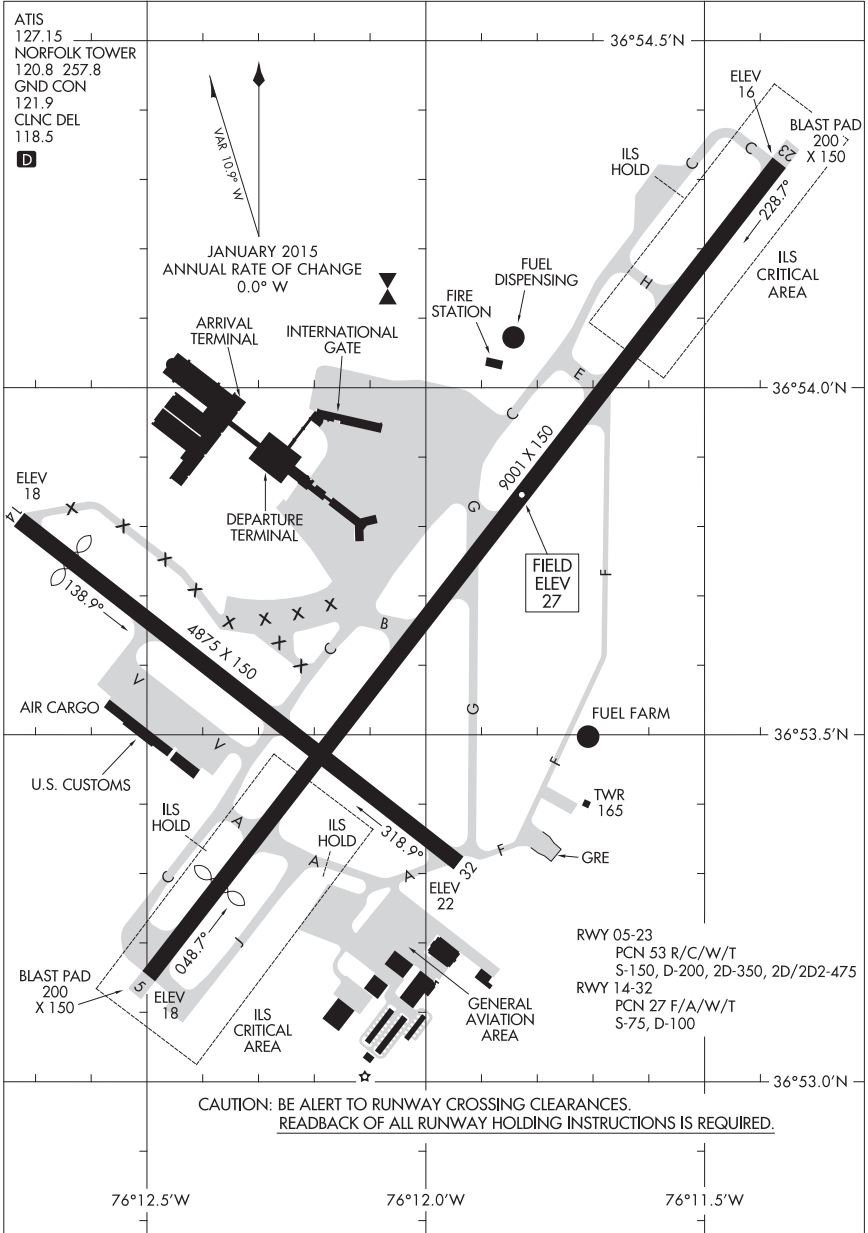 ATIS
127.15
NORFOLK TOWER
120.8 257.8
GND CON
121.9
CLNC DEL
118.5
D
VAR 10.9° W
JANUARY 2015
ANNUAL RATE OF CHANGE
0.0° W
36°54.5'N
ELEV
16
BLAST PAD
200
X 150
23
C
C
ILS
HOLD
228.7°
ILS
CRITICAL
AREA
H
FUEL
DISPENSING
FIRE
STATION
ARRIVAL
TERMINAL
INTERNATIONAL
GATE
E
36°54.0'N
C
9001 X 150
ELEV
18
14
X
X
X
X
X
X
X
X
X
X
DEPARTURE
TERMINAL
G
FIELD
ELEV
27
F
138.9°
4875 X 150
B
C
V
AIR CARGO
V
G
FUEL FARM
36°53.5'N
U.S. CUSTOMS
F
TWR
165
ILS
HOLD
A
ILS
HOLD
318.9°
A
A
F
GRE
32
ELEV
22
C
J
048.7°
5
BLAST PAD
200
X 150
ELEV
18
ILS
CRITICAL
AREA
GENERAL
AVIATION
AREA
RWY 05-23
PCN 53 R/C/W/T
S-150, D-200, 2D-350, 2D/2D2-475
RWY 14-32
PCN 27 F/A/W/T
S-75, D-100
36°53.0'N
CAUTION: BE ALERT TO RUNWAY CROSSING CLEARANCES.
READBACK OF ALL RUNWAY HOLDING INSTRUCTIONS IS REQUIRED.
76°12.5'W
76°12.0'W
76°11.5'W